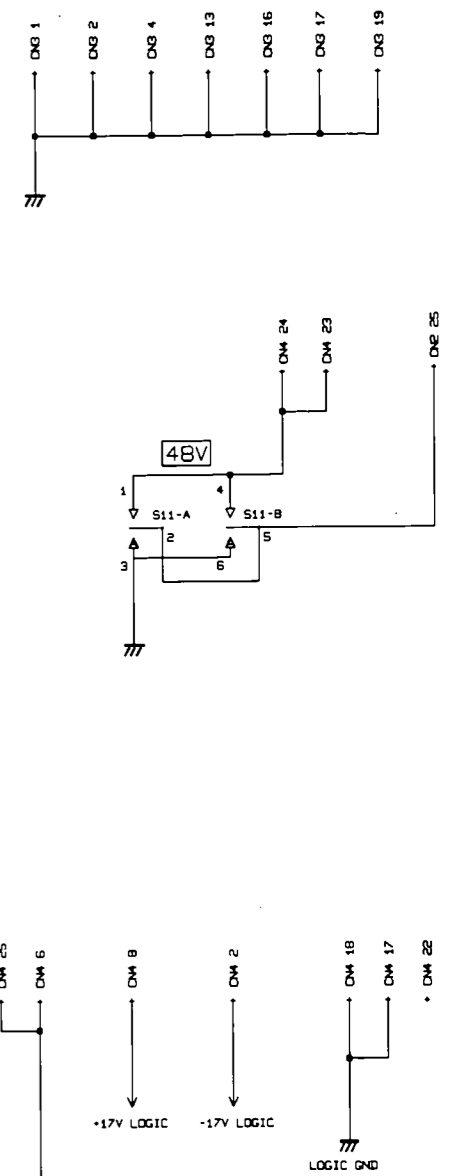 CN3 1
CN3 2
CN3 4
CN3 13
CN3 16
CN3 17
CN3 19
CN4 24
CN4 23
CN2 25
48V
1
4
S11-A
S11-B
2
5
3
6
CN4 25
CN4 6
CN4 8
CN4 2
CN4 18
CN4 17
CN4 22
+17V LOGIC
-17V LOGIC
LOGIC GND